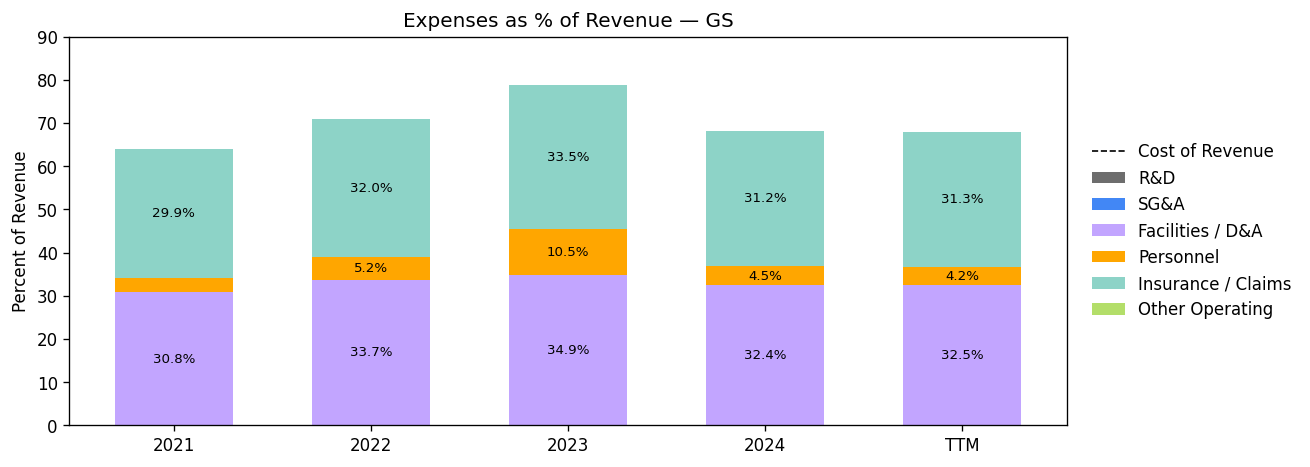 Expenses as % of Revenue — GS
Percent of Revenue
90
80
70
60
50
40
30
20
10
0
29.9%
30.8%
32.0%
5.2%
33.7%
33.5%
10.5%
34.9%
31.2%
4.5%
32.4%
31.3%
4.2%
32.5%
2021
2022
2023
2024
TTM
Cost of Revenue
R&D
SG&A
Facilities / D&A
Personnel
Insurance / Claims
Other Operating